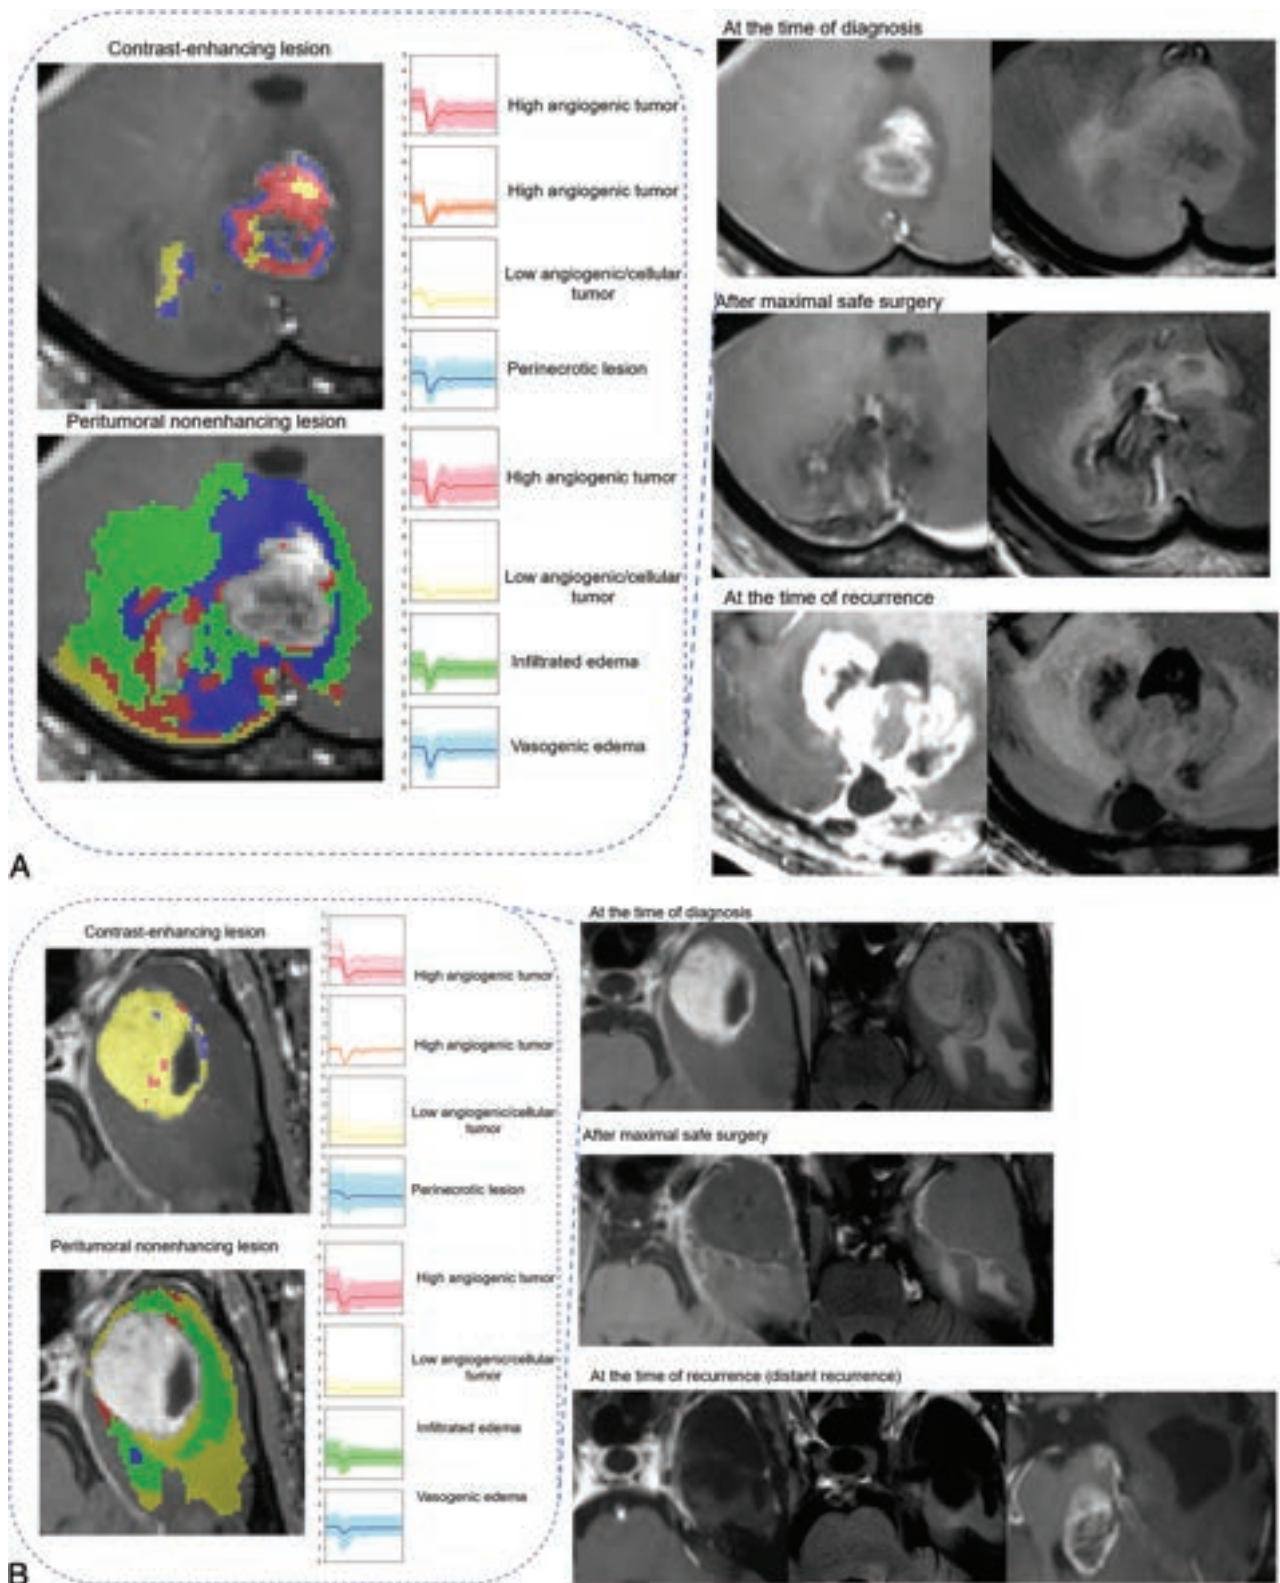 Contrast-enhancing lesion
High angiogenic tumor
High angiogenic tumor
Low angiogenic/cellular
tumor
Perinecrotic lesion
Peritumoral nonenhancing lesion
High angiogenic tumor
Low angiogenic/cellular
tumor
Infiltrated edema
Vasogenic edema
At the time of diagnosis
After maximal safe surgery
At the time of recurrence
A
Contrast-enhancing lesion
High angiogenic tumor
High angiogenic tumor
Low angiogenic/cellular
tumor
Perinecrotic lesion
Peritumoral nonenhancing lesion
High angiogenic tumor
Low angiogenic/cellular
tumor
Infiltrated edema
Vasogenic edema
At the time of diagnosis
After maximal safe surgery
At the time of recurrence (distant recurrence)
B